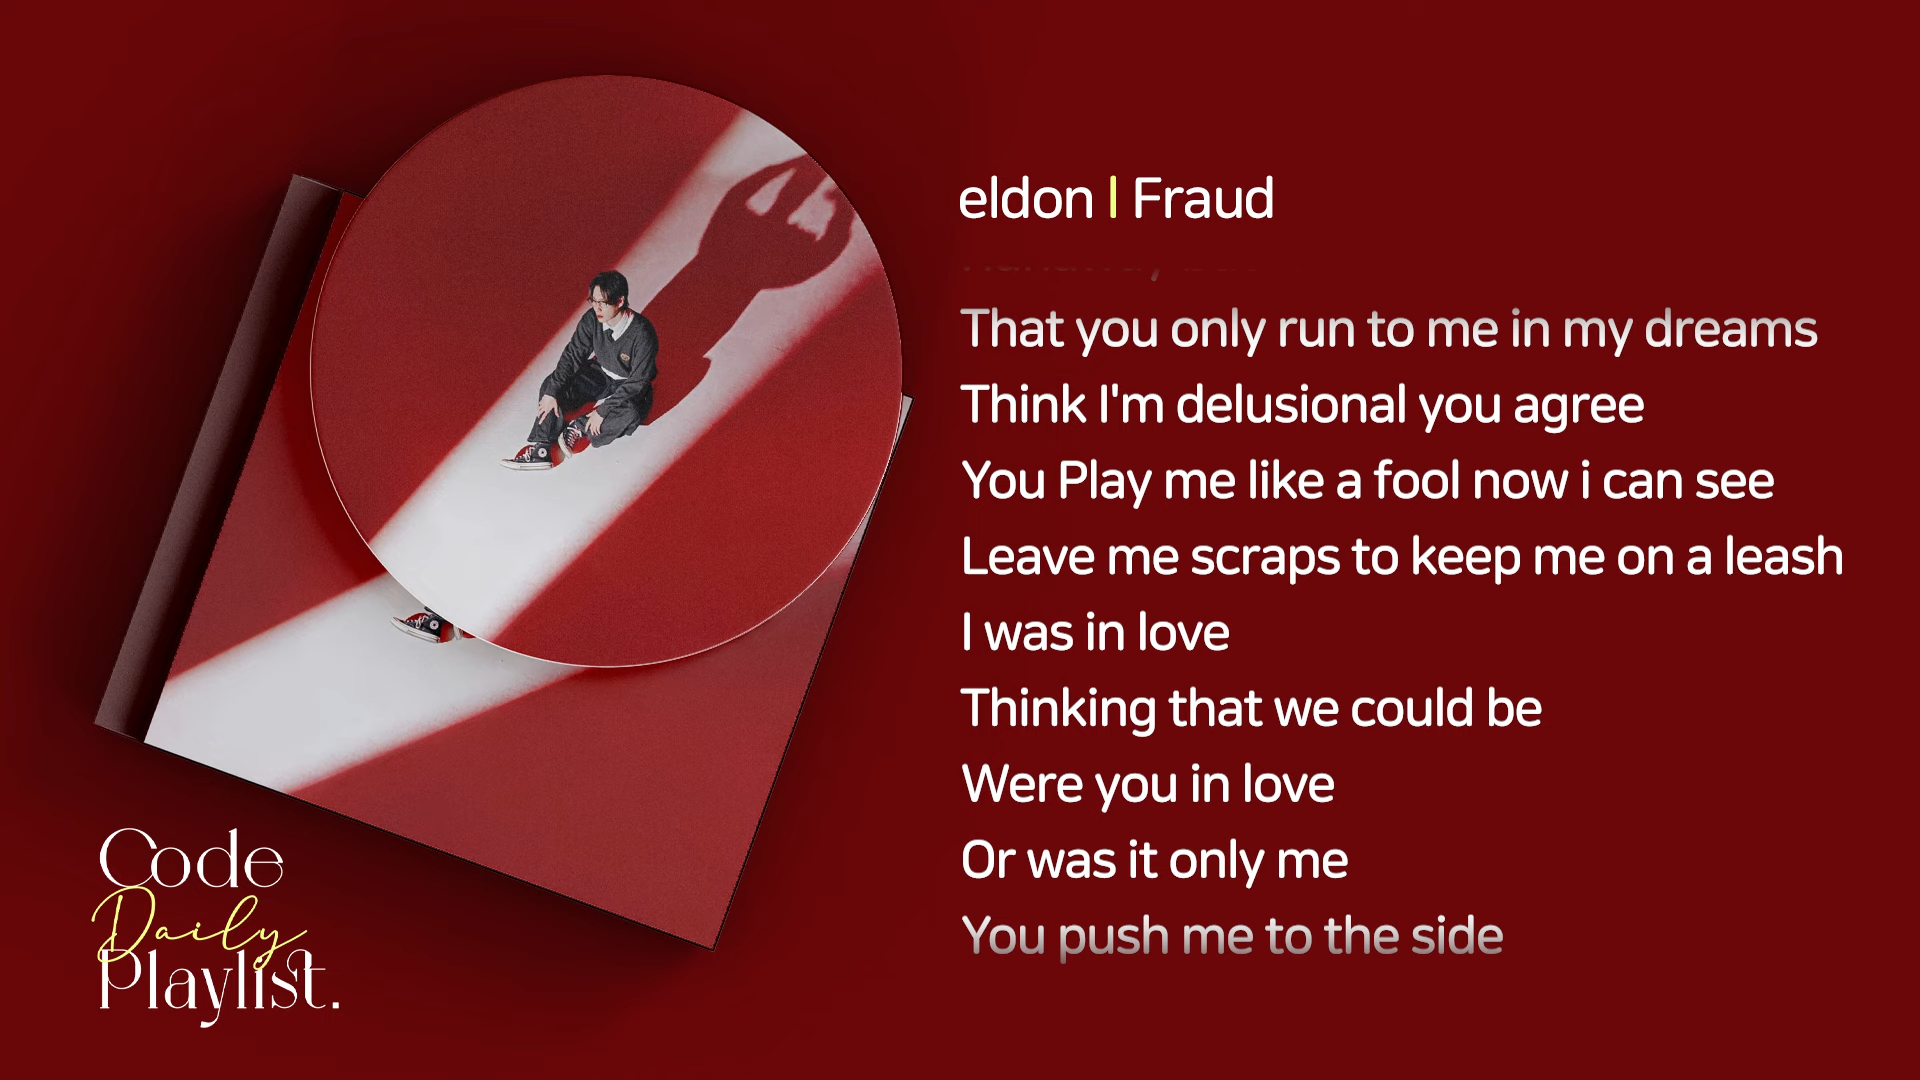 eldon | Fraud
That you only run to me in my dreams
Think I'm delusional you agree
You Play me like a fool now i can see
Leave me scraps to keep me on a leash
I was in love
Thinking that we could be
Were you in love
Or was it only me
You push me to the side
Code
Daily
Playlist.